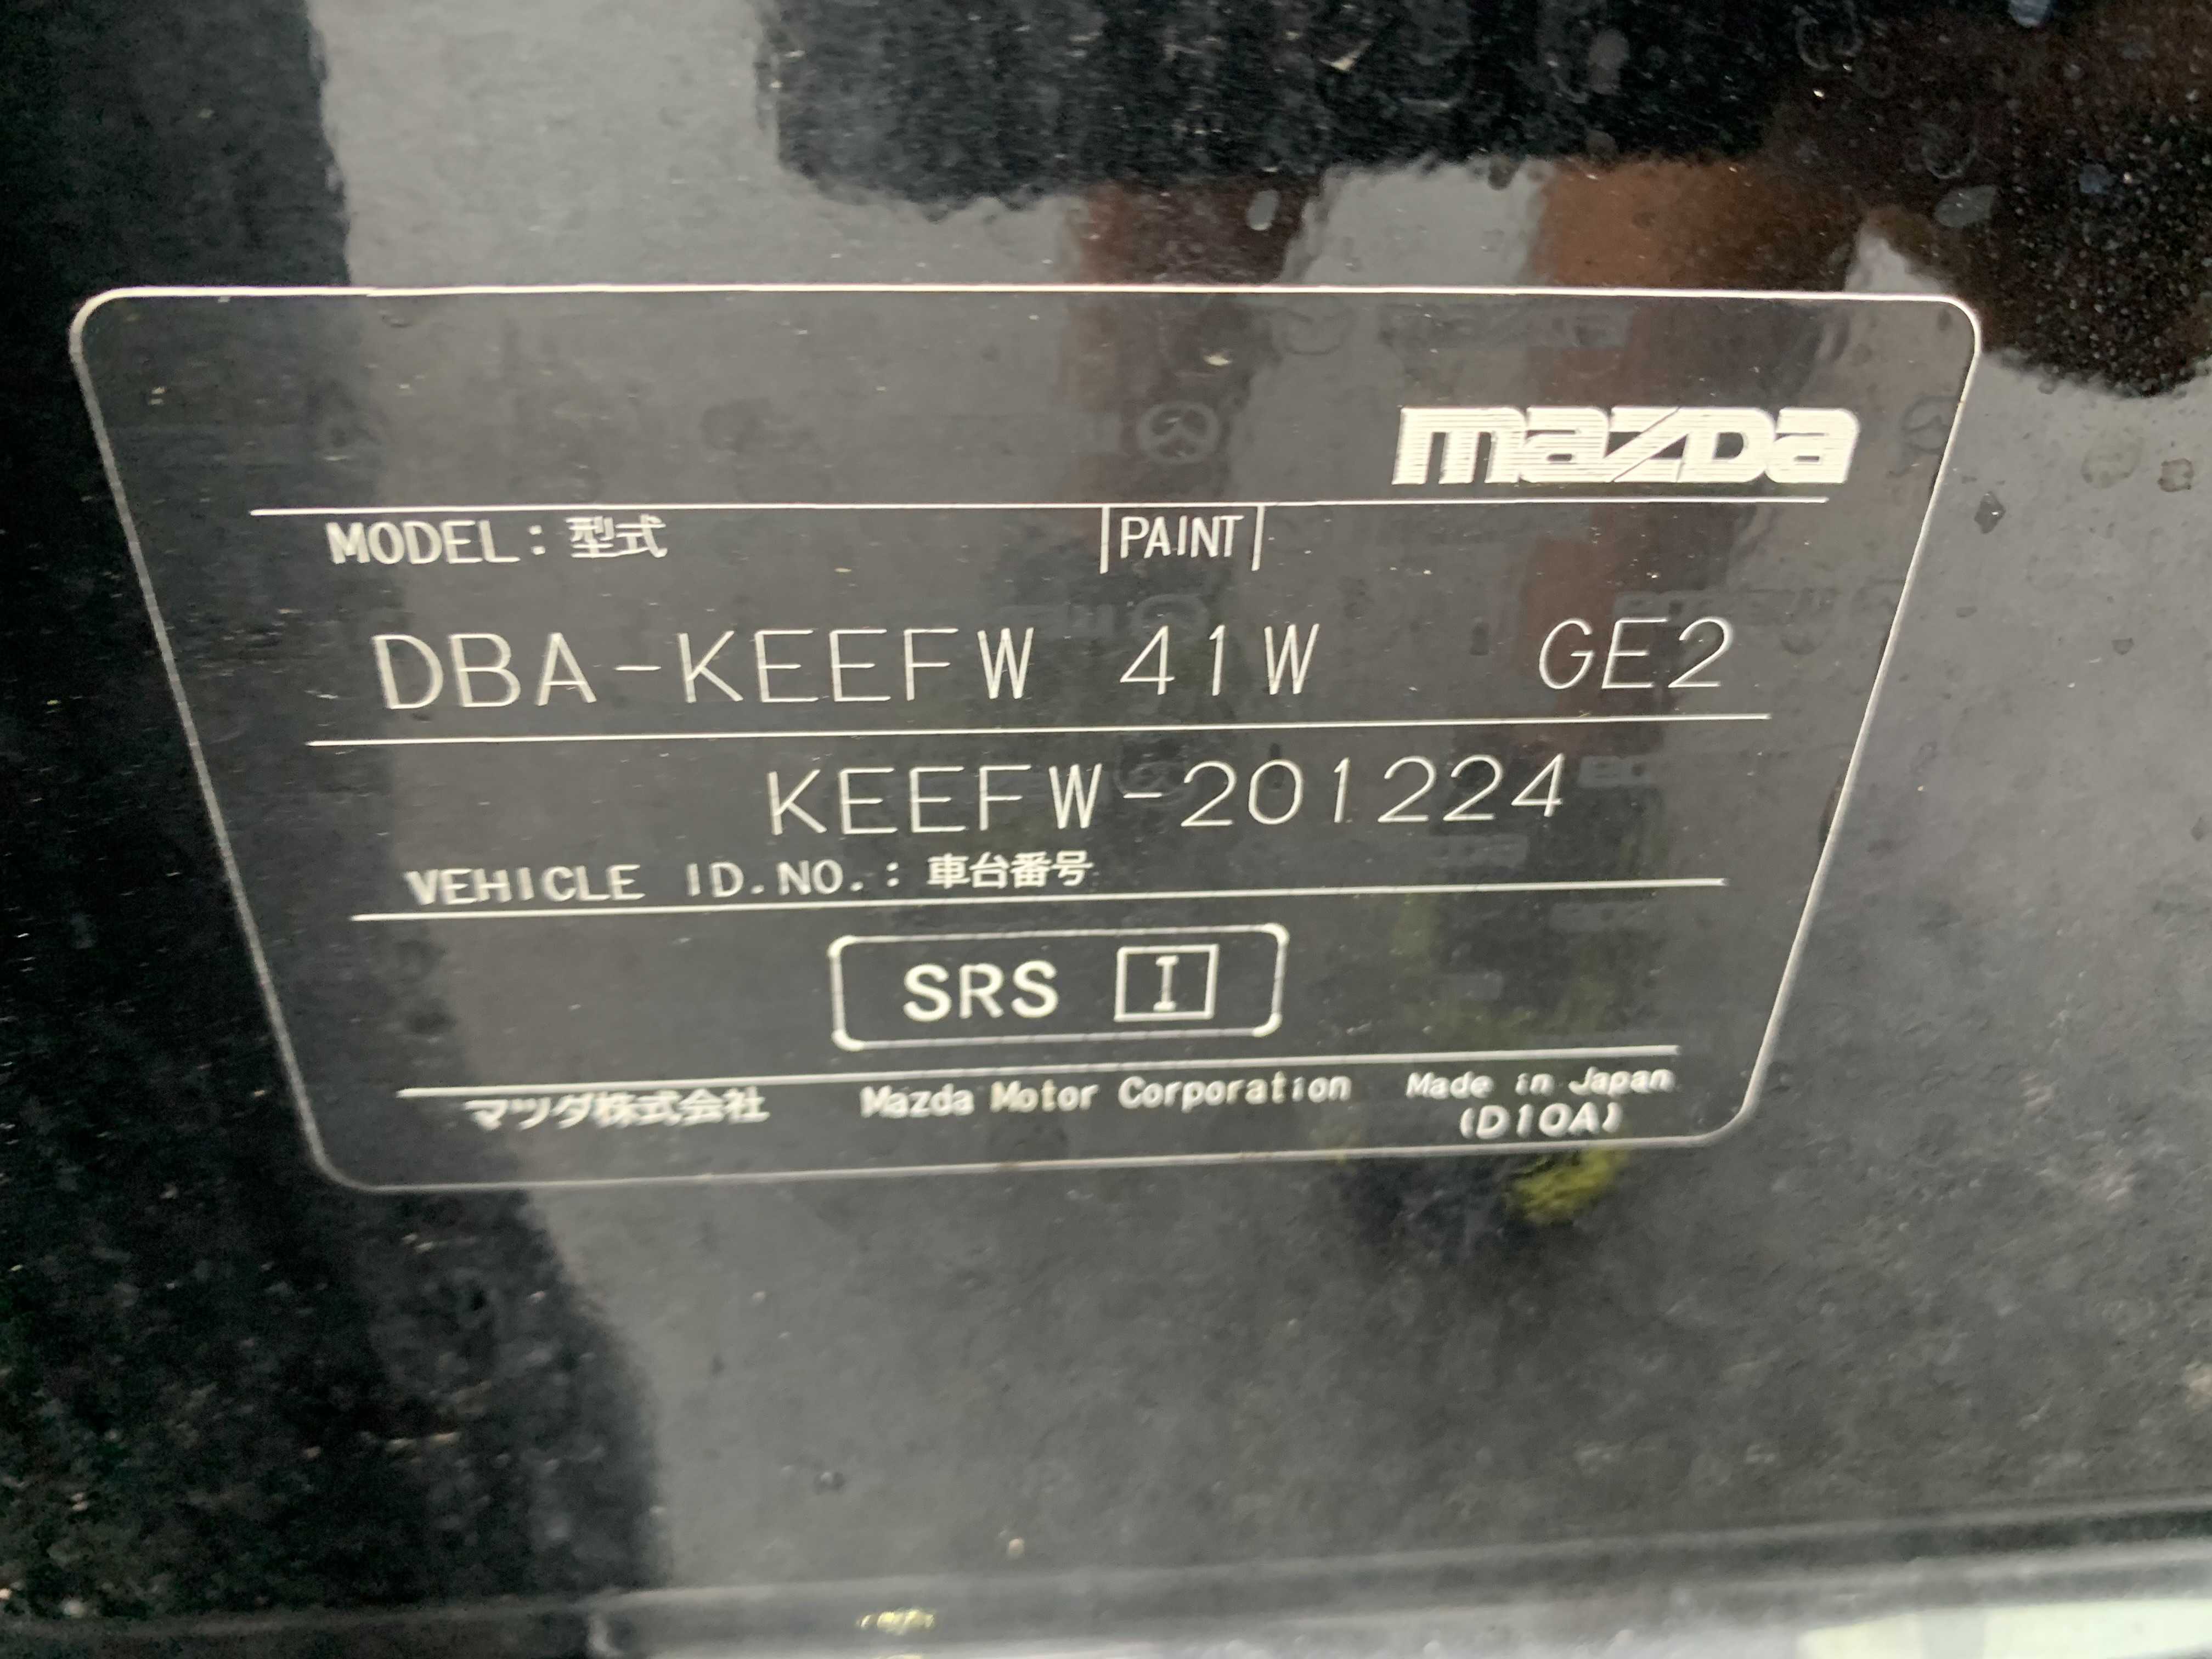 mazda
MODEL : 型式 PAINT
DBA-KEEFW 41W GE2
KEEFW-201224
VEHICLE ID.NO. : 車台番号
SRS I
マツダ株式会社 Mazda Motor Corporation Made in Japan
(D10A)